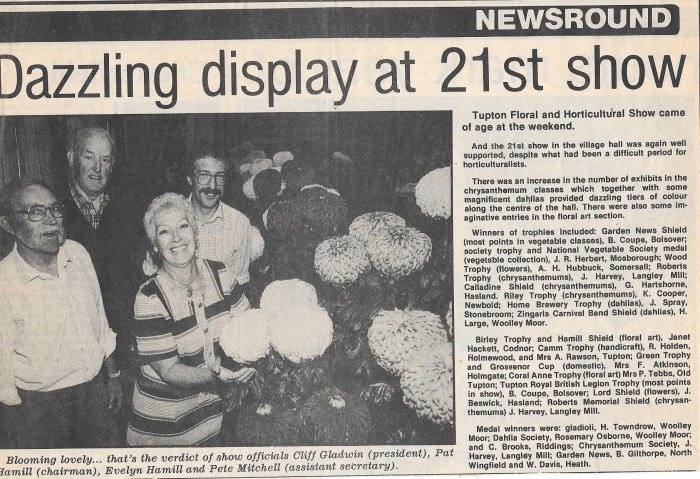 NEWSROUND
Dazzling display at 21st show
Tupton Floral and Horticultural Show came
of age at the weekend.
And the 21st show in the village hall was again well
supported, despite what had been a difficult period for
horticulturalists.
There was an increase in the number of exhibits in the
chrysanthemum classes which together with some
magnificent dahlias provided dazzling tiers of colour
along the centre of the hall. There were also some im-
aginative entries in the floral art section.
Winners of trophies included: Garden News Shield
(most points in vegetable classes), B. Coupe, Bolsover;
society trophy and National Vegetable Society medal
(vegetable collection), J. R. Herbert, Mosborough; Wood
Trophy (flowers), A. H. Hubbuck, Somersall; Roberts
Trophy (chrysanthemums), J. Harvey, Langley Mill;
Calladine Shield (chrysanthemums), G. Hartshorne,
Hasland. Riley Trophy (chrysanthemums), K. Cooper,
Newbold; Home Brewery Trophy (dahlias), J. Spray,
Stonebroom; Zingaris Carnival Band Shield (dahlias), H.
Large, Woolley Moor.
Birley Trophy and Hamill Shield (floral art), Janet
Hackett, Codnor; Camm Trophy (handicraft), R. Holden,
Holmewood, and Mrs A. Rawson, Tupton; Green Trophy
and Grosvenor Cup (domestic), Mrs F. Atkinson,
Holmgate; Coral Anne Trophy (floral art) Mrs P. Tebbs, Old
Tupton; Tupton Royal British Legion Trophy (most points
in show), B. Coupe, Bolsover; Lord Shield (flowers), J.
Beswick, Hasland; Roberts Memorial Shield (chrysan-
themums) J. Harvey, Langley Mill.
Medal winners were: gladioli, H. Towndrow, Woolley
Moor; Dahlia Society, Rosemary Osborne, Woolley Moor;
and C. Brooks, Riddings; Chrysanthemum Society, J.
Harvey, Langley Mill; Garden News, B. Gilthorpe, North
Wingfield and W. Davis, Heath.
Blooming lovely... that's the verdict of show officials Cliff Gladwin (president), Pat
Hamill (chairman), Evelyn Hamill and Pete Mitchell (assistant secretary).